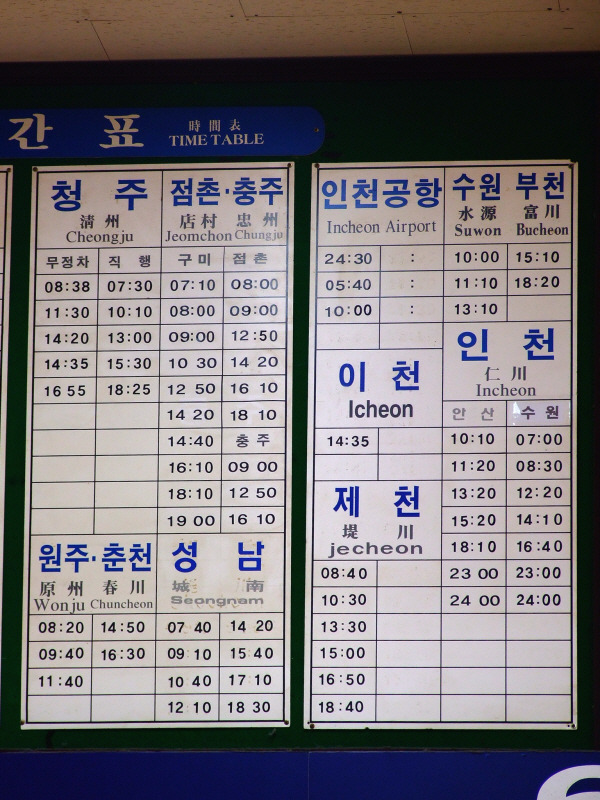 간 표 時間表
TIME TABLE
청 주 점촌·충주
清州 店村 忠州
Cheongju Jeomchon Chungju
무정차 직 행 구 미 점 촌
08:38 07:30 07:10 08:00
11:30 10:10 08:00 09:00
14:20 13:00 09:00 12:50
14:35 15:30 10 30 14 20
16 55 18:25 12 50 16 10
14 20 18 10
14:40 충 주
16:10 09 00
18:10 12 50
19 00 16 10
원주·춘천 성 남
原州 春川 城 南
Wonju Chuncheon Seongnam
08:20 14:50 07 40 14 20
09:40 16:30 09 10 15 40
11:40 10 40 17 10
12 10 18 30
인천공항 수원 부천
水源 富川
Incheon Airport Suwon Bucheon
24:30 : 10:00 15:10
05:40 : 11:10 18:20
10:00 : 13:10
이 천
Icheon
14:35
제 천
堤 川
jecheon
08:40
10:30
13:30
15:00
16:50
18:40
인 천
仁川
Incheon
안 산 수 원
10:10 07:00
11:20 08:30
13:20 12:20
15:20 14:10
18:10 16:40
23 00 23:00
24 00 24:00